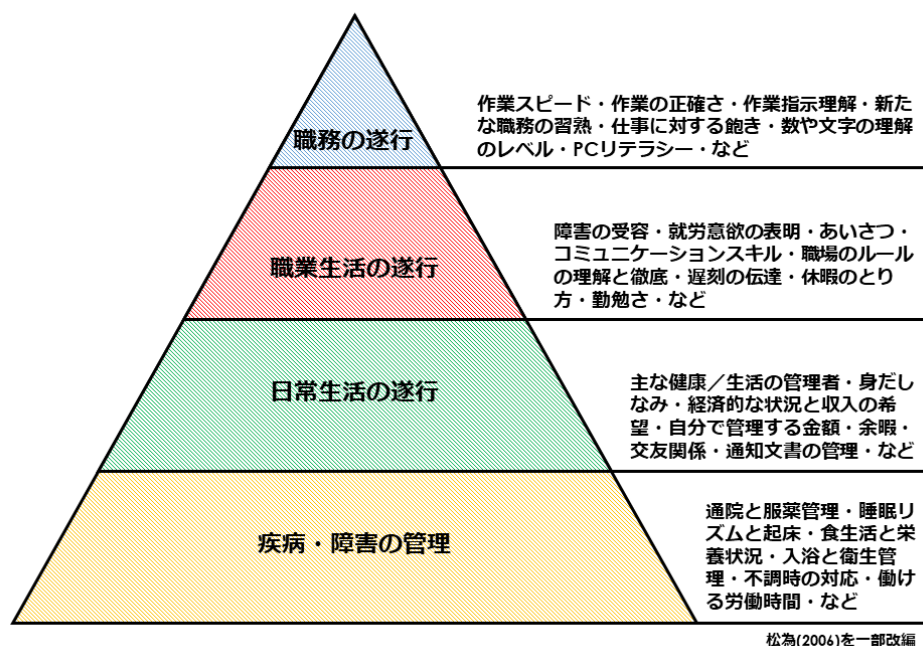 作業スピード・作業の正確さ・作業指示理解・新た
な職務の習熟・仕事に対する飽き・数や文字の理解
のレベル・PCリテラシー・など
職務の遂行
障害の受容・就労意欲の表明・あいさつ・
コミュニケーションスキル・職場のルール
の理解と徹底・遅刻の伝達・休暇のとり
方・勤勉さ・など
職業生活の遂行
主な健康／生活の管理者・身だし
なみ・経済的な状況と収入の希
望・自分で管理する金額・余暇・
交友関係・通知文書の管理・など
日常生活の遂行
通院と服薬管理・睡眠リ
ズムと起床・食生活と栄
養状況・入浴と衛生管
理・不調時の対応・働け
る労働時間・など
疾病・障害の管理
松為(2006)を一部改編